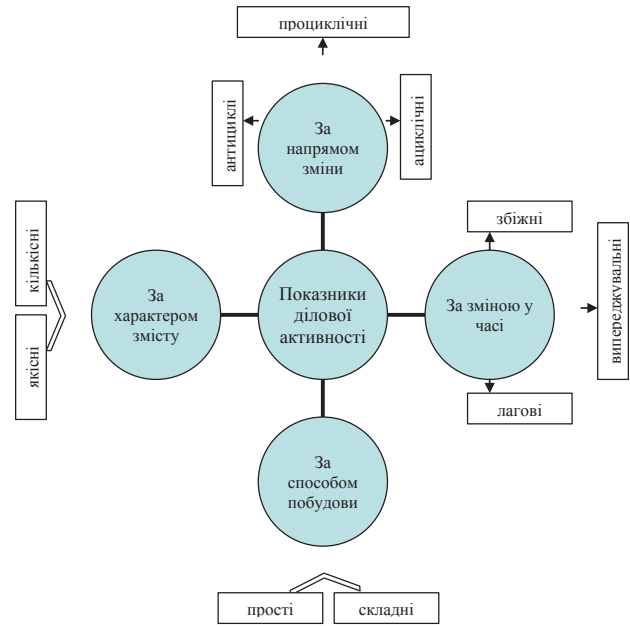 проциклічні
антициклі
За
напрямом
зміни
ациклічні
збіжні
кількісні
якісні
За
характером
змісту
Показники
ділової
активності
За зміною у
часі
випереджувальні
лагові
За
способом
побудови
прості
складні